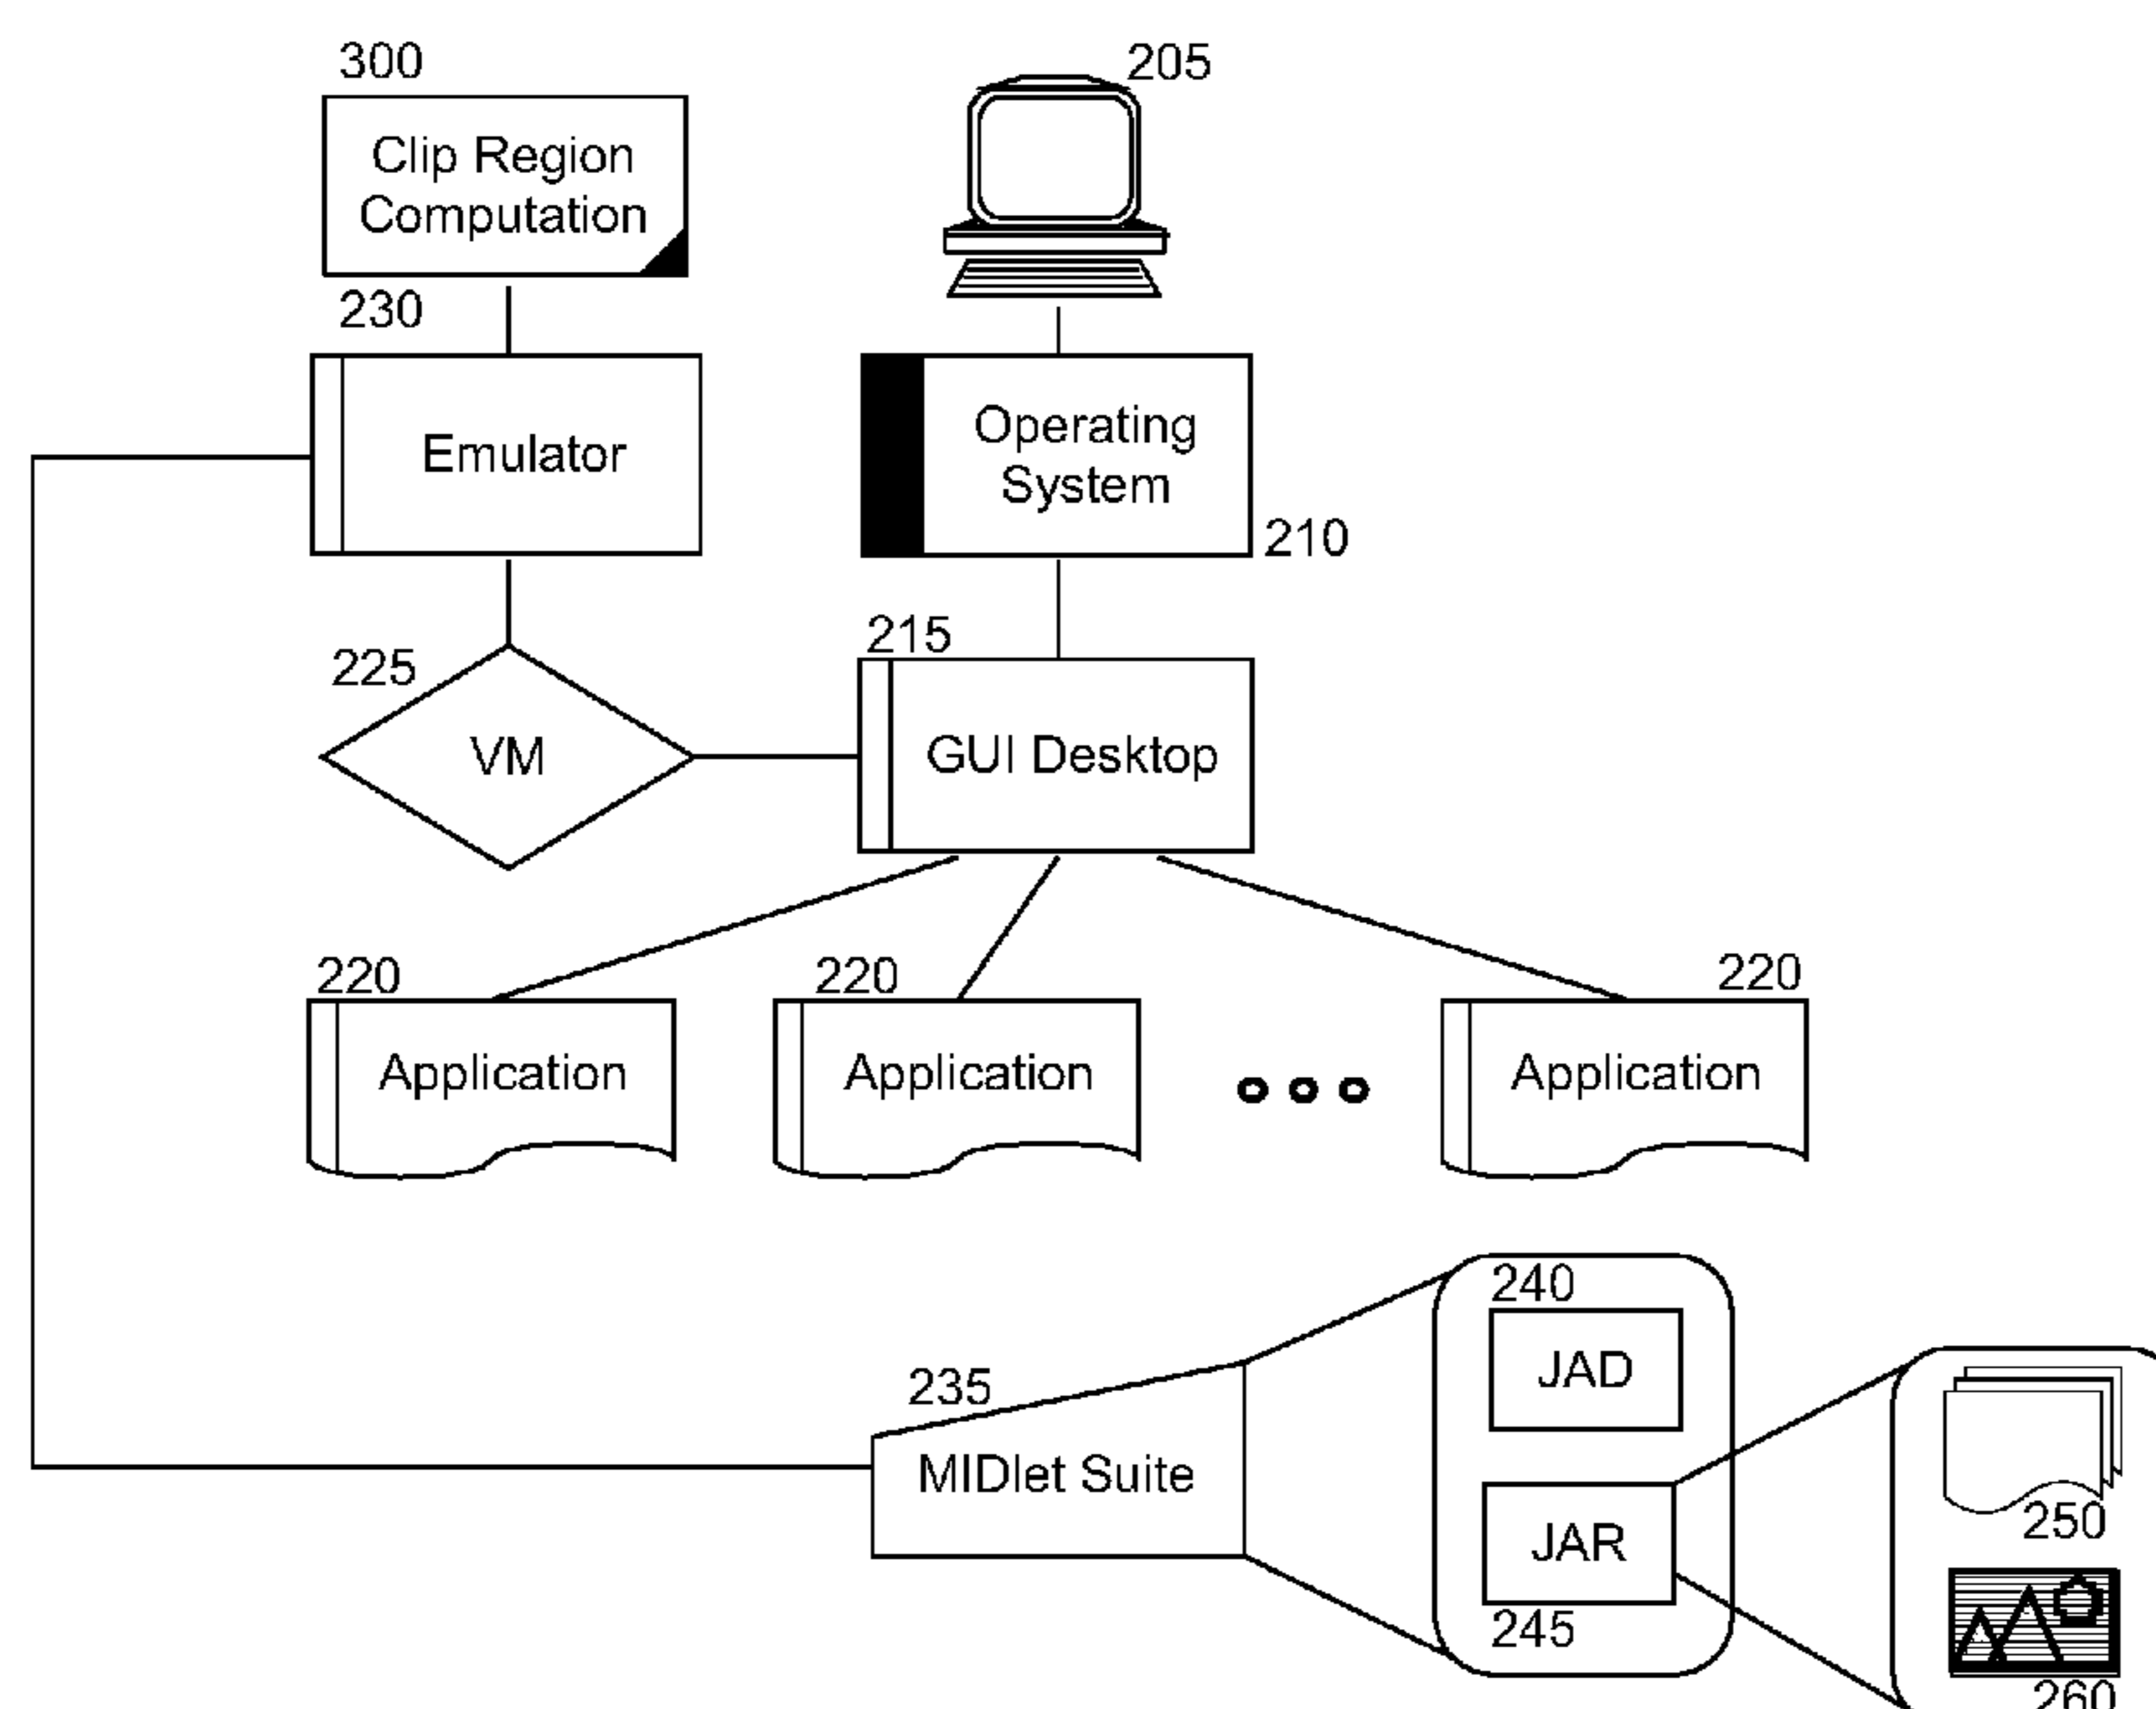 300
205
Clip Region
Computation
230
Emulator
Operating
System
210
225
215
VM
GUI Desktop
220
220
220
Application
Application
Application
240
JAD
235
MIDlet Suite
JAR
245
250
260